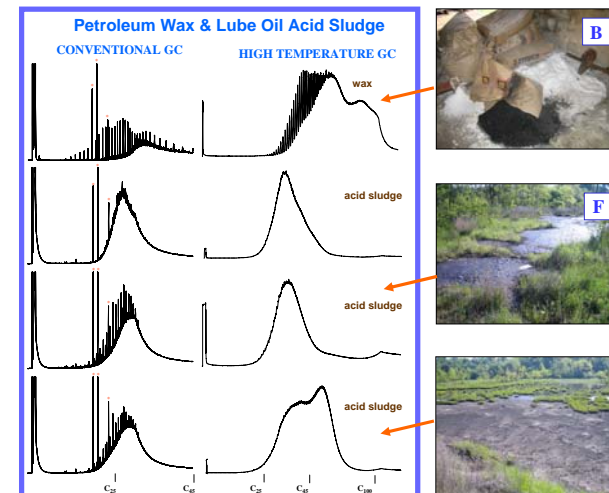 Petroleum Wax & Lube Oil Acid Sludge
CONVENTIONAL GC
HIGH TEMPERATURE GC
wax
acid sludge
acid sludge
acid sludge
C25 C45 C25 C45 C100
B
F